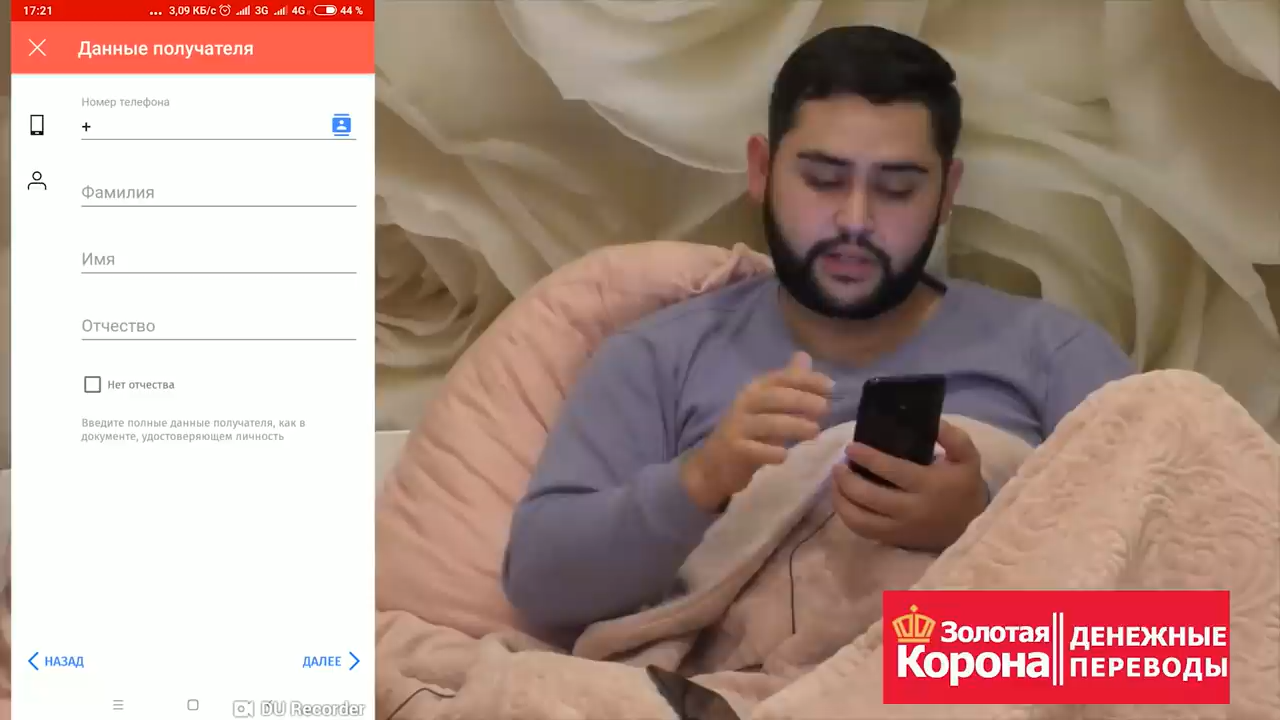 17:21
... 3,09 КБ/с 3G 4G 44 %
Данные получателя
Номер телефона
+
Фамилия
Имя
Отчество
Нет отчества
Введите полные данные получателя, как в
документе, удостоверяющем личность
НАЗАД
ДАЛЕЕ
DU Recorder
Золотая
Корона
ДЕНЕЖНЫЕ
ПЕРЕВОДЫ